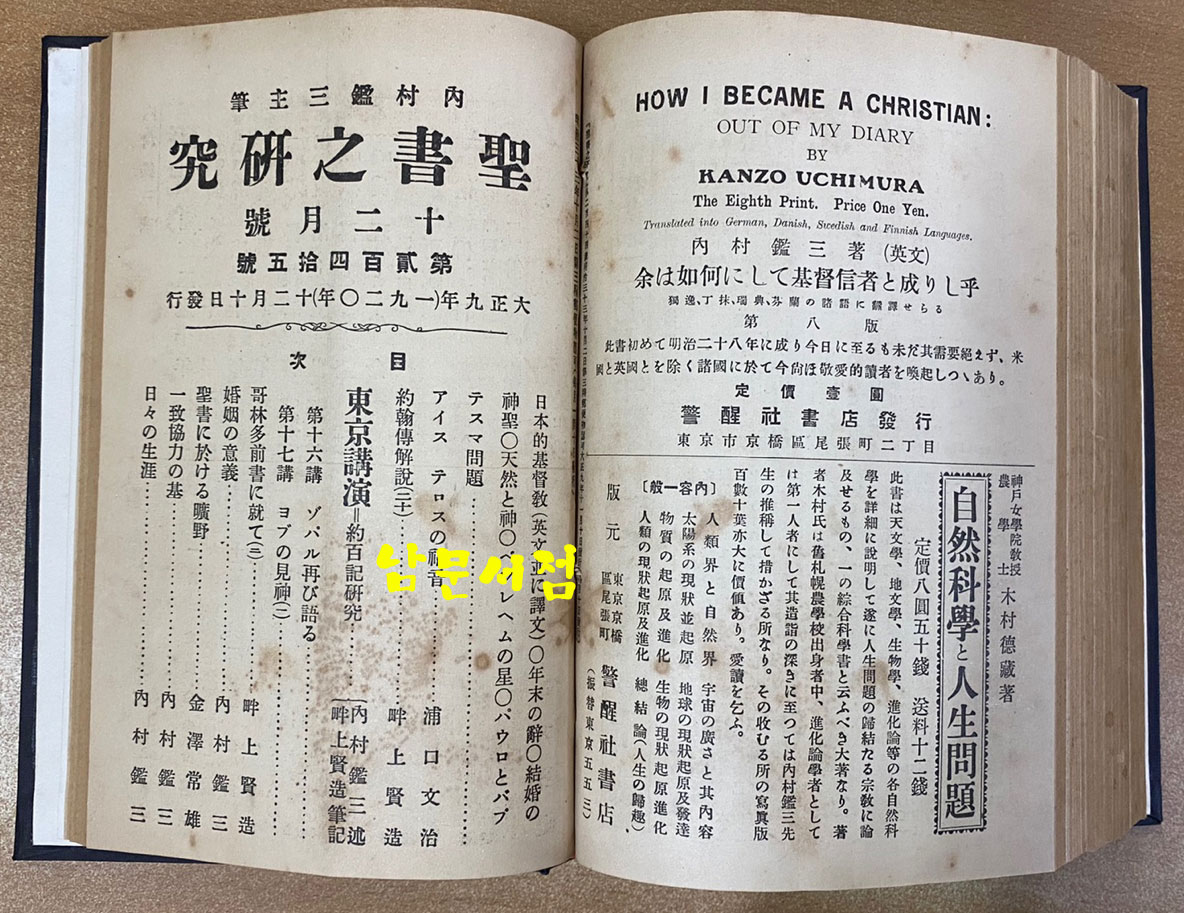 HOW I BECAME A CHRISTIAN:
OUT OF MY DIARY
BY
KANZO UCHIMURA
The Eighth Print. Price One Yen.
Translated into German, Danish, Swedish and Finnish Languages.
內村鑑三著 (英文)
余は如何にして基督信者と成りし乎
獨逸、丁抹、瑞典、芬蘭の諸語に飜譯せらる
第八版
此書初めて明治二十八年に成り今日に至るも未だ其需要絕えず、米
國と英國とを除く諸國に於て今尙ほ敬愛的讀者を喚起しつゝあり。
定價壹圓
警醒社書店發行
東京市京橋區尾張町二丁目
神戶女學院敎授
農學士 木村德藏著
自然科學と人生問題
定價八圓五十錢 送料十二錢
此書は天文學、地文學、生物學、進化論等の各自然科
學を詳細に說明して遂に人生問題の歸結たる宗敎に論
及せるもの、一の綜合科學書と云ふべき大著なり。著
者木村氏は舊札幌農學校出身者中、進化論學者として
は第一人者にして其造詣の深きに至つては內村鑑三先
生の推稱して措かざる所なり。その收むる所の寫眞版
百數十葉亦大に價値あり。愛讀を乞ふ。
〔內容一般〕
人類界と自然界 宇宙の廣さと其內容
太陽系の現狀並起原 地球の現狀起原及發達
物質の起原及進化 生物の現狀起原進化
人類の現狀起原及進化 總結論(人生の歸趣)
版元 東京京橋區尾張町 警醒社書店 (振替東京五五三)
內村鑑三主筆
聖書之硏究
十二月號
第貳百四拾五號
大正九年(一九二〇年)十二月十日發行
目次
日本的基督敎(英文並に譯文)〇年末の辭〇結婚の
神聖〇天然と神〇ベツレヘムの星〇パウロとバプ
テスマ問題
アイステロスの福音 浦口文治
約翰傳解說(二十) 畔上賢造
東京講演=約百記硏究 內村鑑三述 畔上賢造筆記
第十六講 ゾパル再び語る
第十七講 ヨブの見神(一)
哥林多前書に就て(三) 畔上賢造
婚姻の意義 內村鑑三
聖書に於ける曠野 金澤常雄
一致協力の基 內村鑑三
日々の生涯 內村鑑三
남문서점